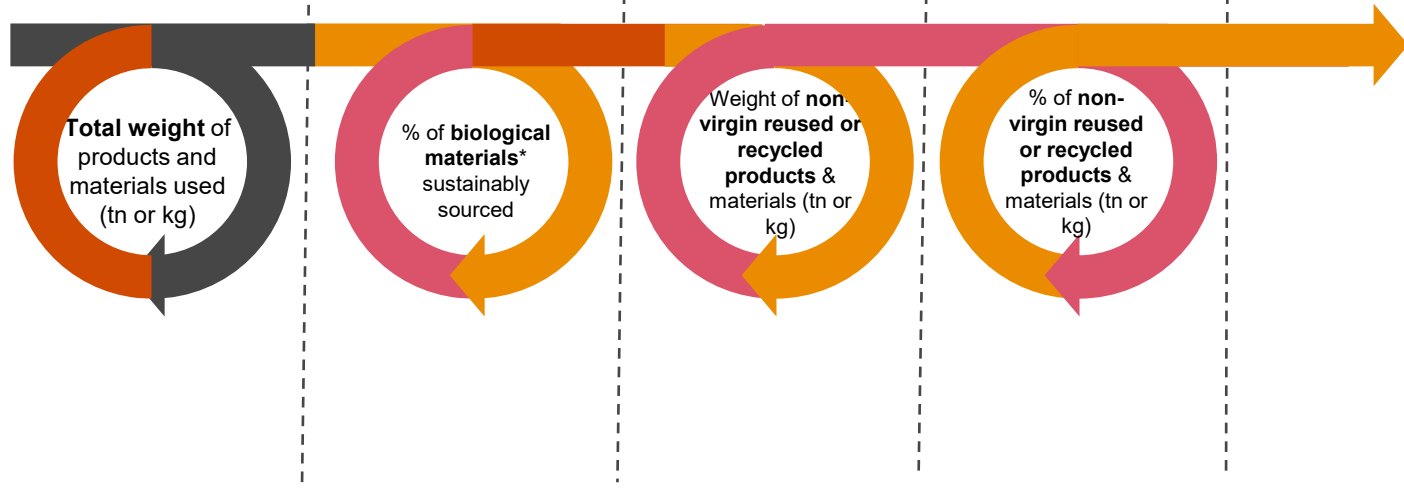 Total weight of
products and
materials used
(tn or kg)
% of biological
materials*
sustainably
sourced
Weight of non-
virgin reused or
recycled
products &
materials (tn or
kg)
% of non-
virgin reused
or recycled
products &
materials (tn or
kg)